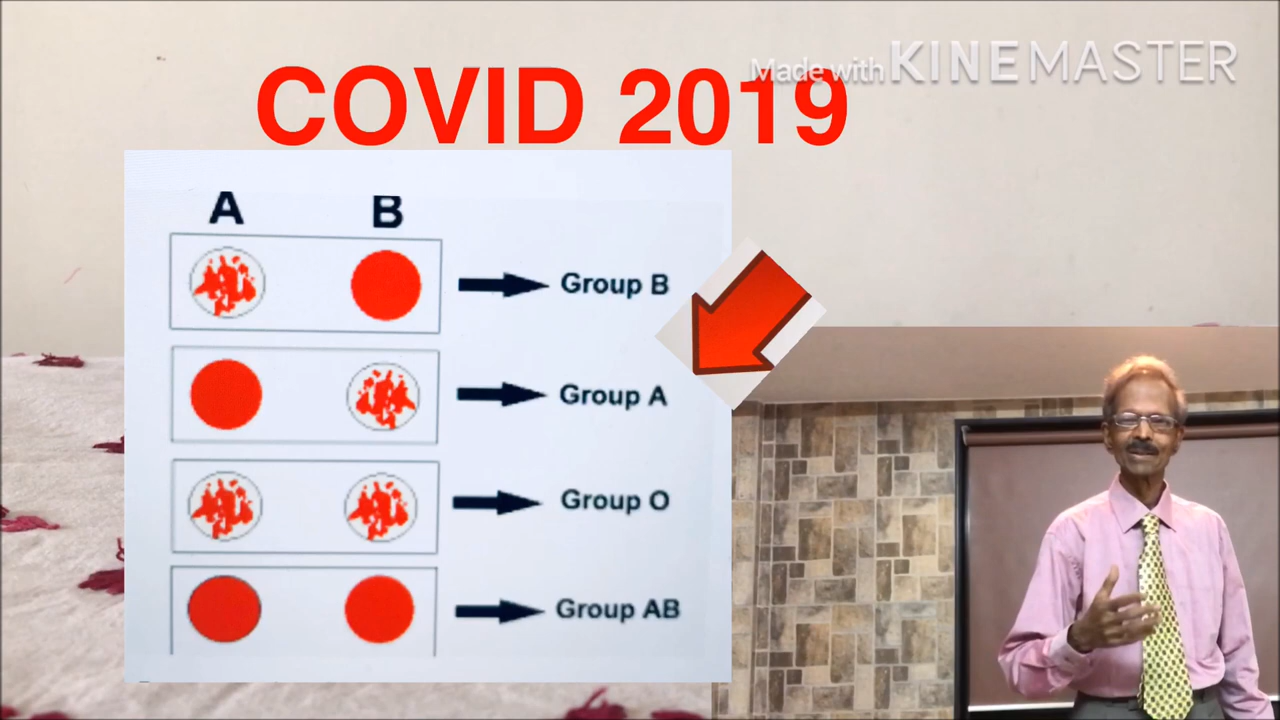 Made with KINEMASTER
COVID 2019
A B
Group B
Group A
Group O
Group AB